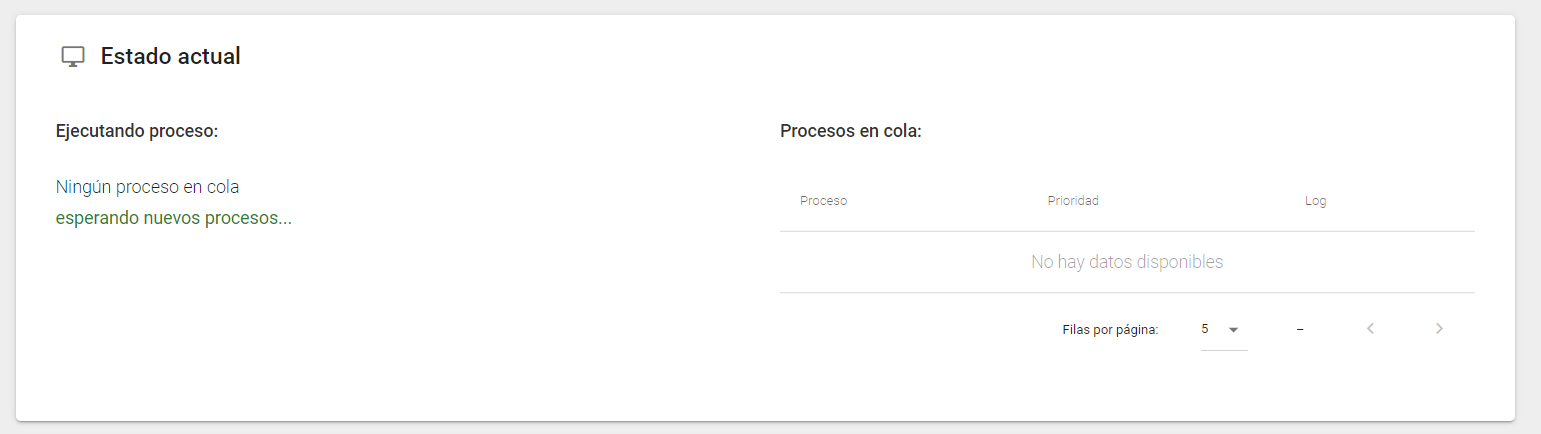 Estado actual
Ejecutando proceso:
Ningún proceso en cola
esperando nuevos procesos...
Procesos en cola:
Proceso Prioridad Log
No hay datos disponibles
Filas por página: 5 –